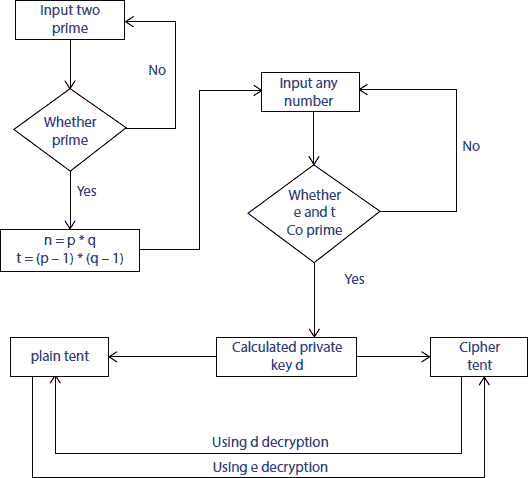 Input two
prime
No
Whether
prime
Yes
n = p * q
t = (p – 1) * (q – 1)
Input any
number
No
Whether
e and t
Co prime
Yes
plain tent
Calculated private
key d
Cipher
tent
Using d decryption
Using e decryption